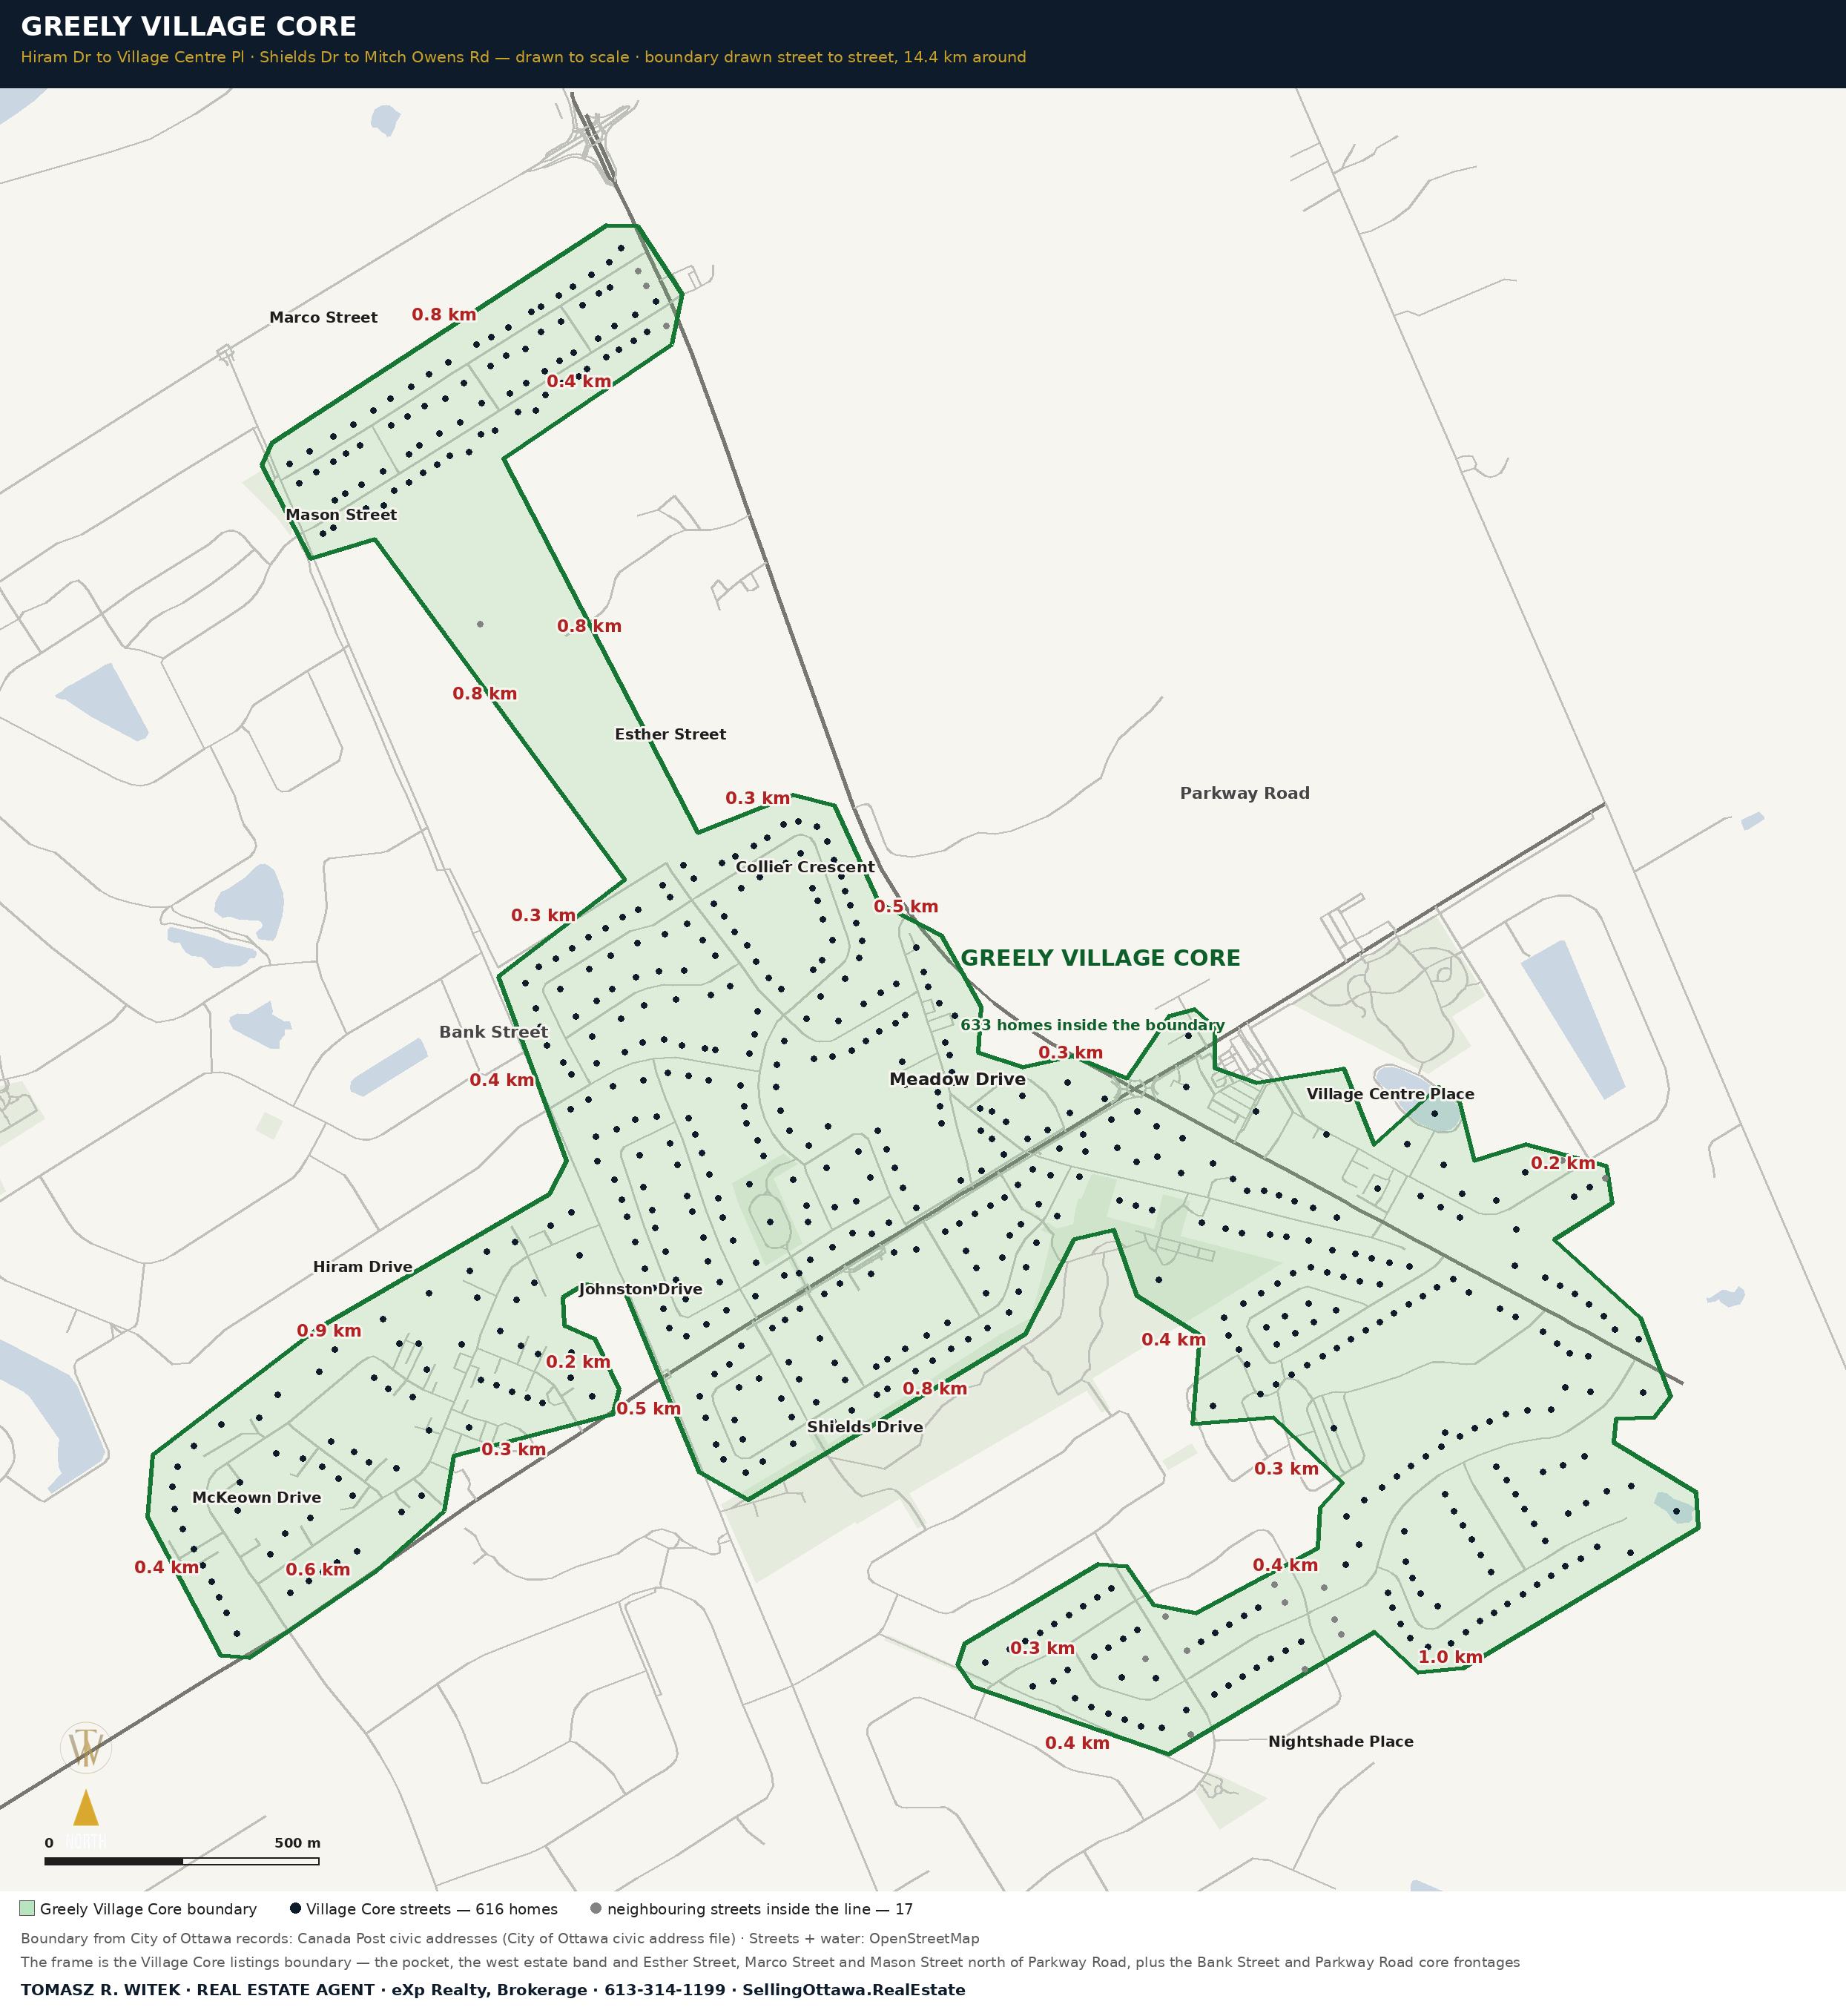 GREELY VILLAGE CORE
Hiram Dr to Village Centre Pl · Shields Dr to Mitch Owens Rd — drawn to scale · boundary drawn street to street, 14.4 km around
Marco Street
0.8 km
0.4 km
Mason Street
0.8 km
0.8 km
Esther Street
0.3 km
Parkway Road
Collier Crescent
0.3 km
0.5 km
GREELY VILLAGE CORE
633 homes inside the boundary
Bank Street
0.3 km
0.4 km
Meadow Drive
Village Centre Place
0.2 km
Hiram Drive
Johnston Drive
0.9 km
0.4 km
0.2 km
0.8 km
0.5 km
Shields Drive
0.3 km
0.3 km
McKeown Drive
0.4 km
0.6 km
0.4 km
0.3 km
1.0 km
0.4 km
Nightshade Place
NORTH
0 500 m
Greely Village Core boundary
Village Core streets — 616 homes
neighbouring streets inside the line — 17
Boundary from City of Ottawa records: Canada Post civic addresses (City of Ottawa civic address file) · Streets + water: OpenStreetMap
The frame is the Village Core listings boundary — the pocket, the west estate band and Esther Street, Marco Street and Mason Street north of Parkway Road, plus the Bank Street and Parkway Road core frontages
TOMASZ R. WITEK · REAL ESTATE AGENT · eXp Realty, Brokerage · 613-314-1199 · SellingOttawa.RealEstate